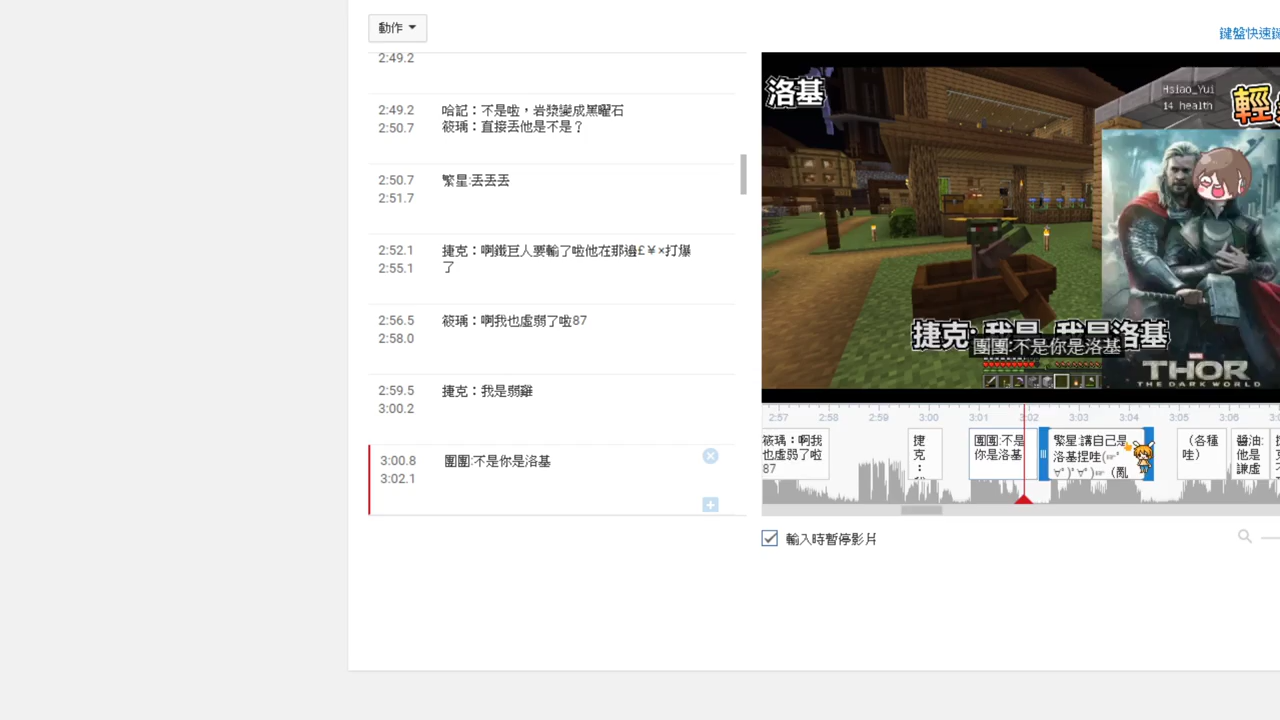 動作
鍵盤快速鍵
2:49.2
2:49.2
2:50.7
哈記：不是啦，岩漿變成黑曜石
筱瑀：直接丟他是不是？
2:50.7
2:51.7
繁星:丟丟丟
2:52.1
2:55.1
捷克：啊鐵巨人要輸了啦他在那邊£￥×打爆
了
2:56.5
2:58.0
筱瑀：啊我也虛弱了啦87
2:59.5
3:00.2
捷克：我是弱雞
3:00.8
3:02.1
團團:不是你是洛基
洛基
Hsiao_Yui
14 health
輕
捷克: 我是 我是洛基
團團:不是你是洛基
MARVEL
THOR
THE DARK WORLD
2:57 2:58 2:59 3:00 3:01 3:02 3:03 3:04 3:05 3:06
筱瑀：啊我
也虛弱了啦
87
捷
克
：
團團:不是
你是洛基
繁星:講自己是
洛基捏哇(
（亂
（各種
哇）
醬油:
他是
謙虛
輸入時暫停影片